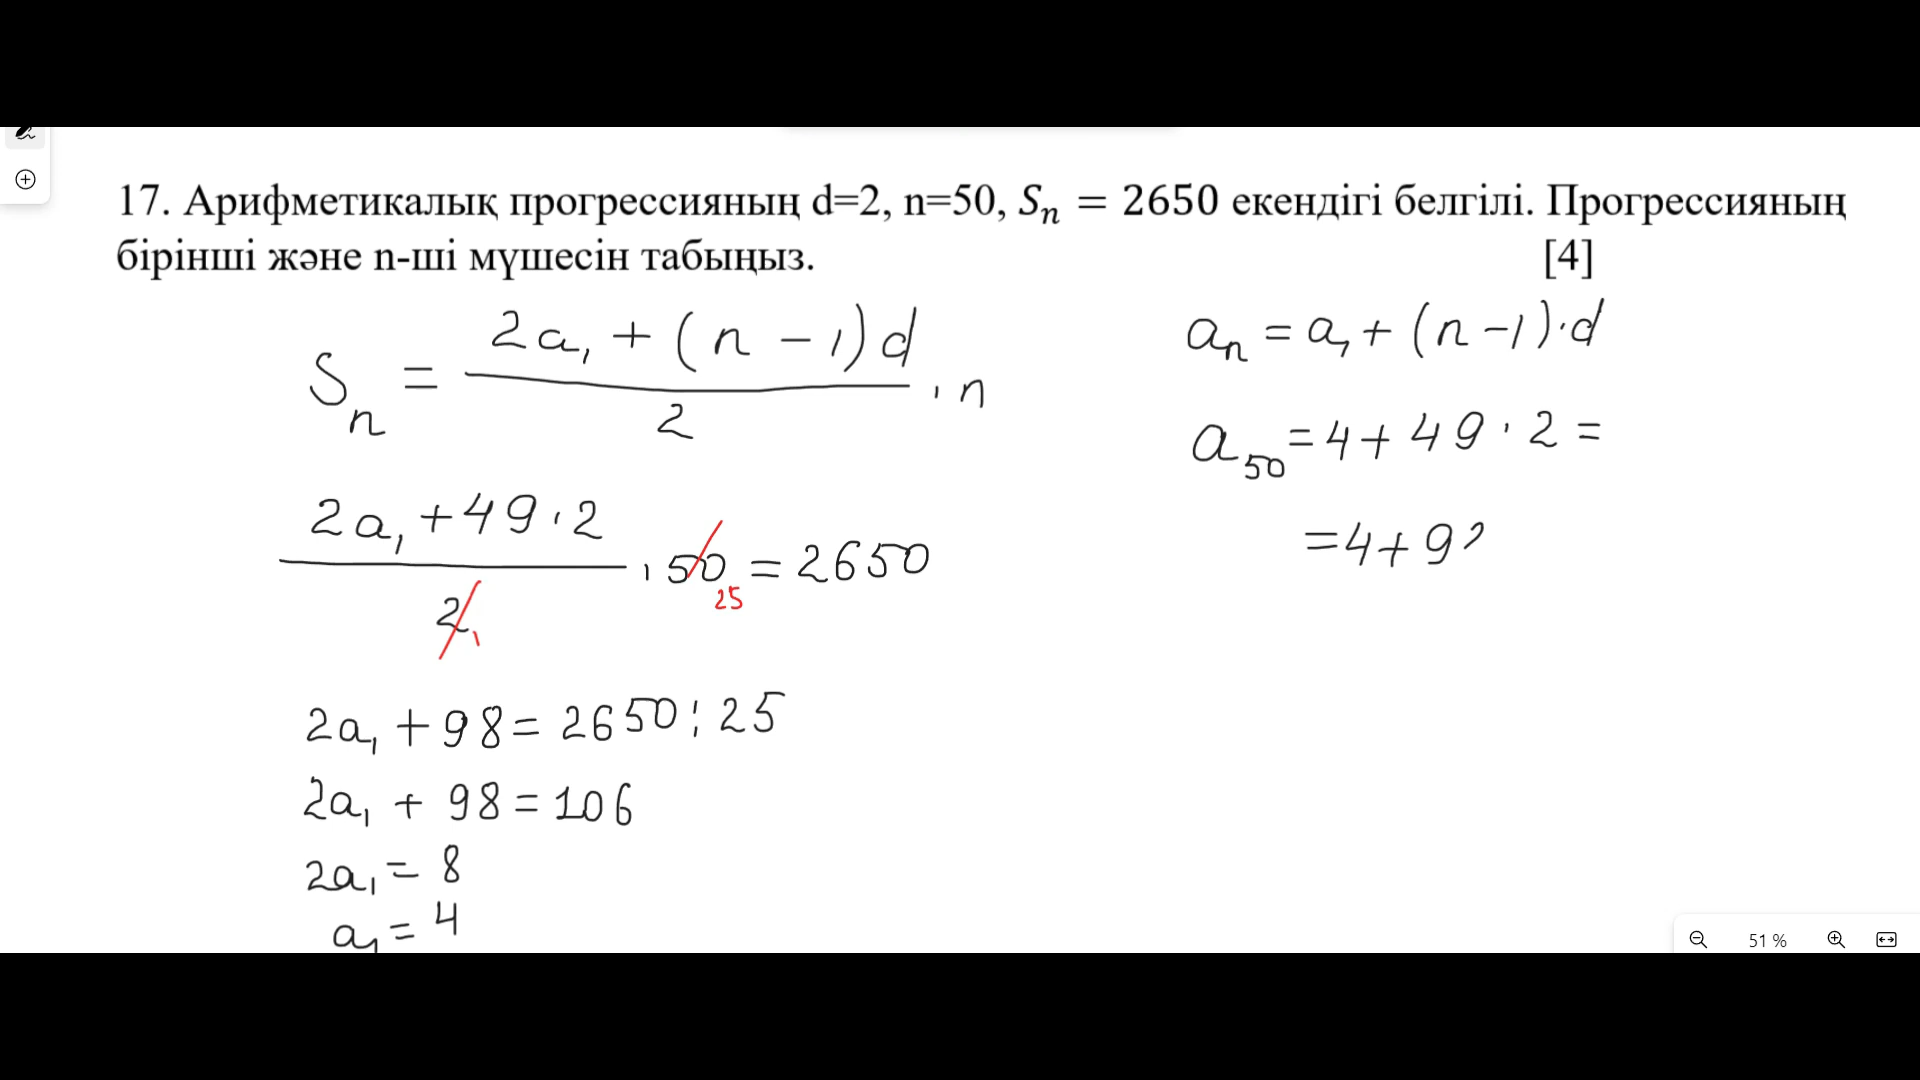 17. Арифметикалық прогрессияның d=2, n=50, Sₙ = 2650 екендігі белгілі. Прогрессияның
бірінші және n-ші мүшесін табыңыз. [4]
Sₙ = (2a₁ + (n - 1)d)/2 · n
(2a₁ + 49 · 2)/2 · 50 = 2650
1
25
2a₁ + 98 = 2650 : 25
2a₁ + 98 = 106
2a₁ = 8
a₁ = 4
aₙ = a₁ + (n - 1) · d
a₅₀ = 4 + 49 · 2 =
= 4 + 9
51 %